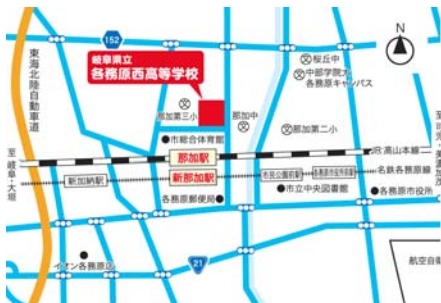 152
N
岐阜県立
各務原西高等学校
東海北陸自動車道
桜丘中
中部学院大
各務原キャンパス
那加第三小
那加中
那加第二小
市総合体育館
JR高山本線
那加駅
至岐阜・大垣
新加納駅
新那加駅
市民公園前駅
各務原市役所前駅
名鉄各務原線
各務原郵便局
市立中央図書館
各務原市役所
イオン各務原店
21
航空自衛